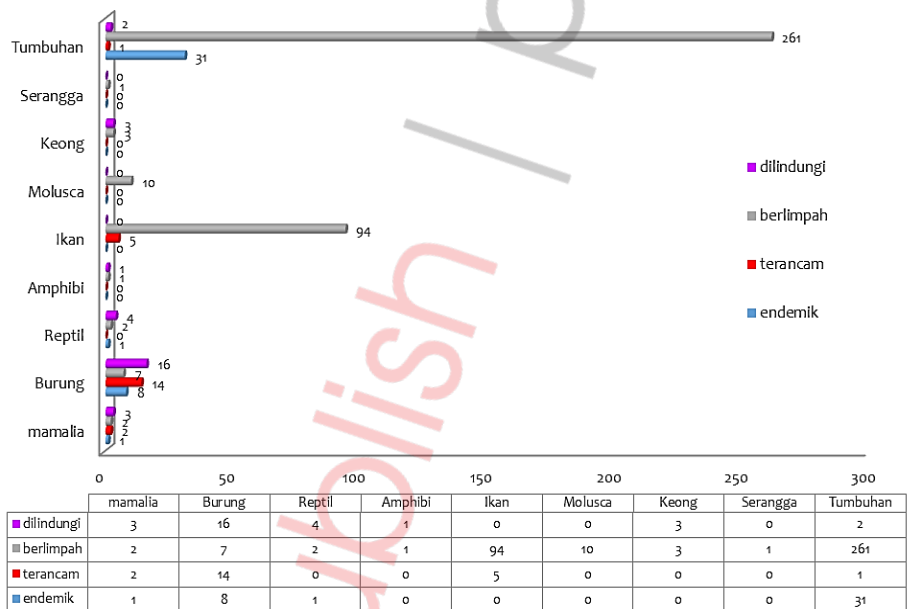 2
261
Tumbuhan
1
31
0
1
Serangga
0
0
3
3
Keong
0
0
0
10
Molusca
0
0
0
94
Ikan
5
0
1
1
Amphibi
0
0
4
2
Reptil
0
1
16
7
Burung
14
8
3
2
mamalia
2
1
0 50 100 150 200 250 300
dilindungi
berlimpah
terancam
endemik
mamalia Burung Reptil Amphibi Ikan Molusca Keong Serangga Tumbuhan
dilindungi 3 16 4 1 0 0 3 0 2
berlimpah 2 7 2 1 94 10 3 1 261
terancam 2 14 0 0 5 0 0 0 1
endemik 1 8 1 0 0 0 0 0 31
ublish / p